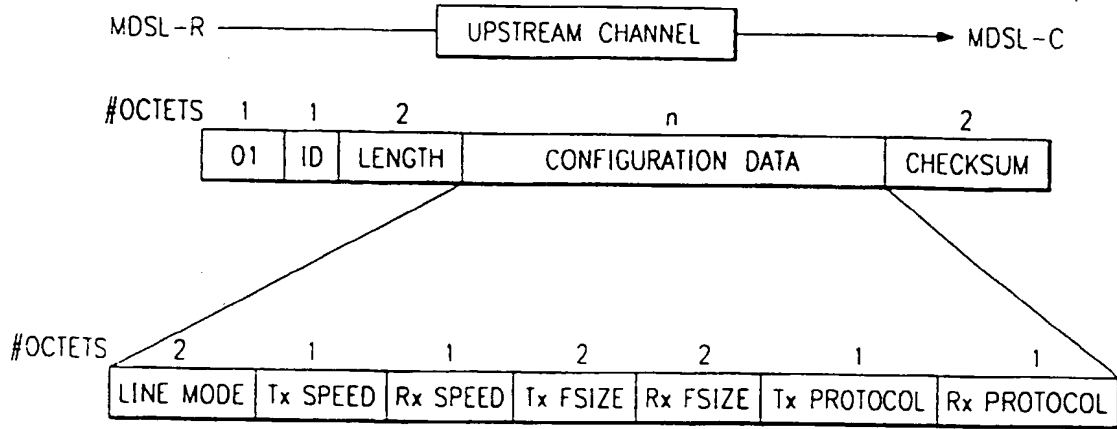 MDSL-R UPSTREAM CHANNEL MDSL-C
#OCTETS 1 1 2 n 2
01 ID LENGTH CONFIGURATION DATA CHECKSUM
#OCTETS 2 1 1 2 2 1 1
LINE MODE Tx SPEED Rx SPEED Tx FSIZE Rx FSIZE Tx PROTOCOL Rx PROTOCOL